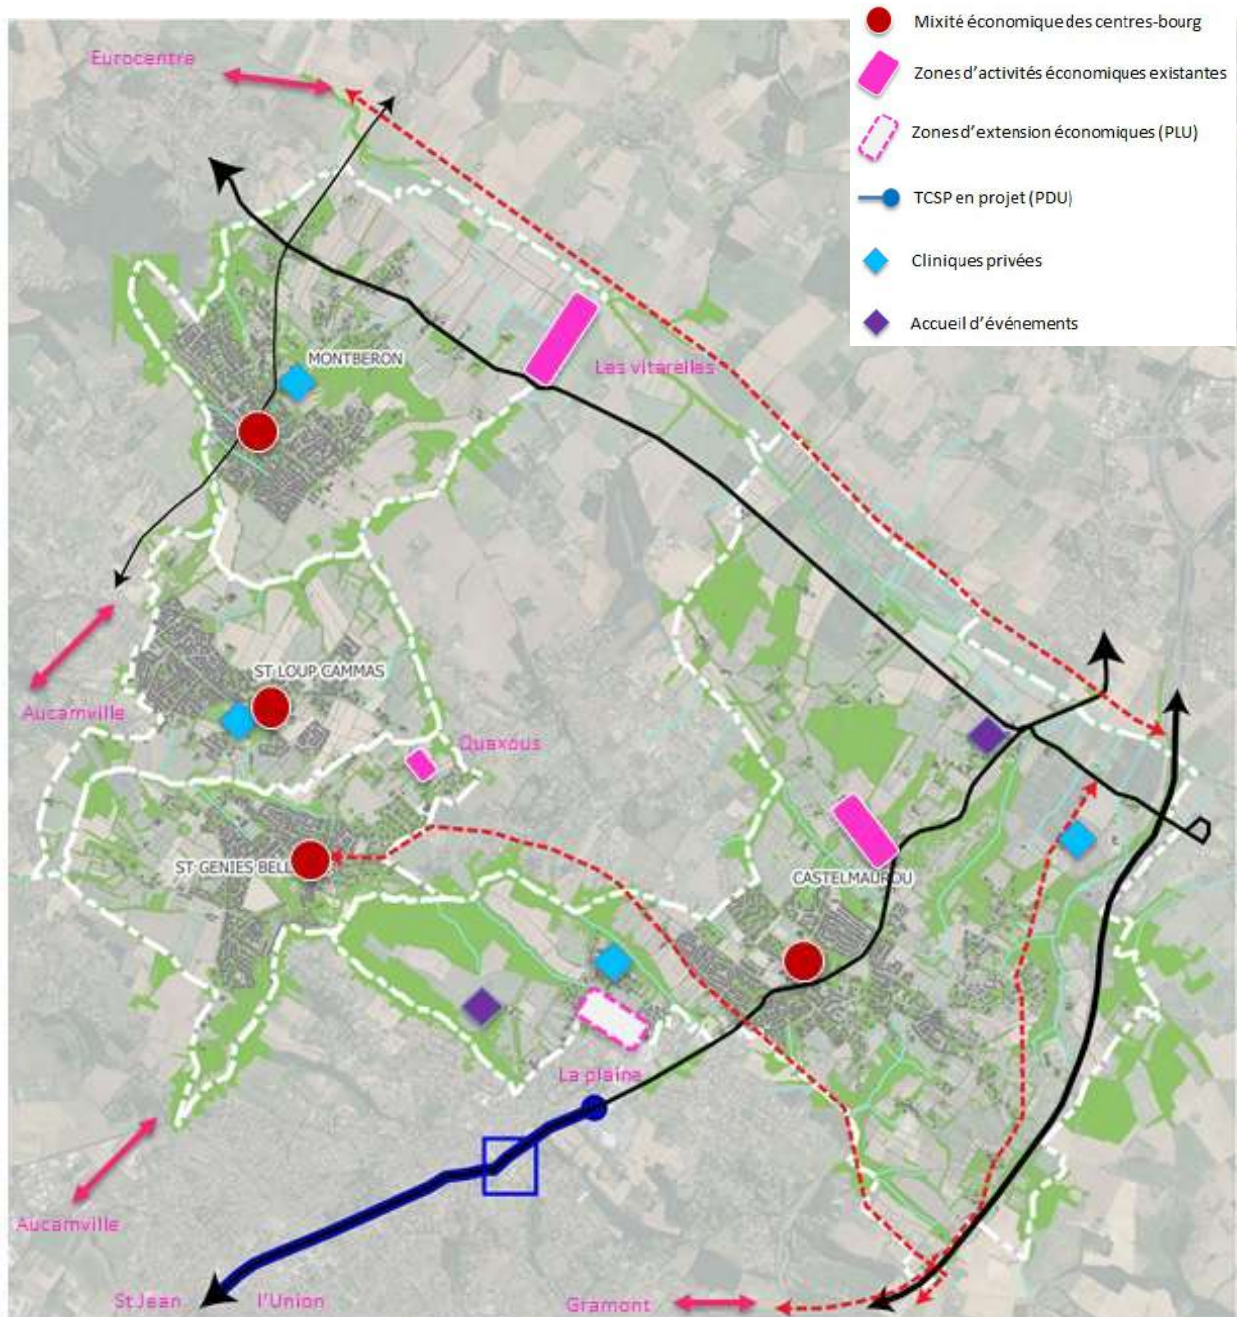 Mixité économique des centres-bourg
Zones d'activités économiques existantes
Zones d'extension économiques (PLU)
TCSP en projet (PDU)
Cliniques privées
Accueil d'événements
Eurocentre
MONTBERON
Les vitarelles
ST LOUP CAMMAS
Aucamville
Quaxous
ST GENIES BELL
CASTELMAUROU
La plaine
Aucamville
St Jean l'Union
Gramont